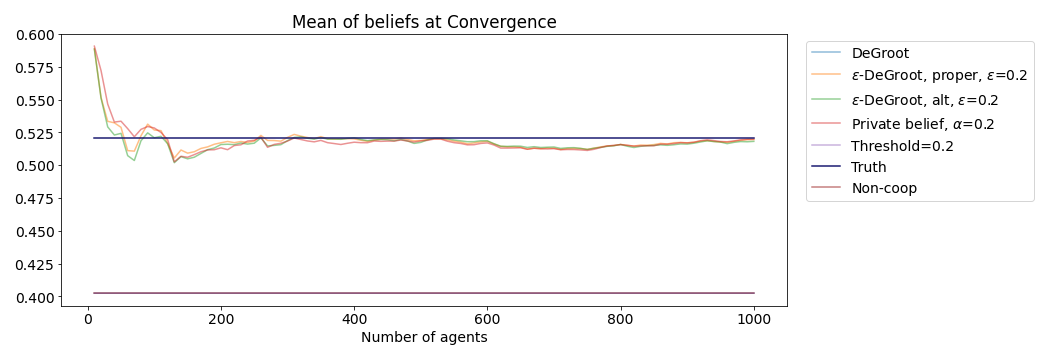 Mean of beliefs at Convergence
0.600
0.575
0.550
0.525
0.500
0.475
0.450
0.425
0.400
0
200
400
600
800
1000
Number of agents
DeGroot
ε-DeGroot, proper, ε=0.2
ε-DeGroot, alt, ε=0.2
Private belief, α=0.2
Threshold=0.2
Truth
Non-coop